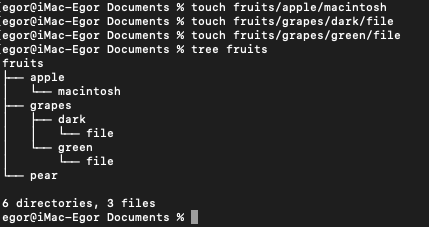 egor@iMac-Egor Documents % touch fruits/apple/macintosh
egor@iMac-Egor Documents % touch fruits/grapes/dark/file
egor@iMac-Egor Documents % touch fruits/grapes/green/file
egor@iMac-Egor Documents % tree fruits
fruits
├── apple
│   └── macintosh
├── grapes
│   ├── dark
│   │   └── file
│   └── green
│       └── file
└── pear

6 directories, 3 files
egor@iMac-Egor Documents %